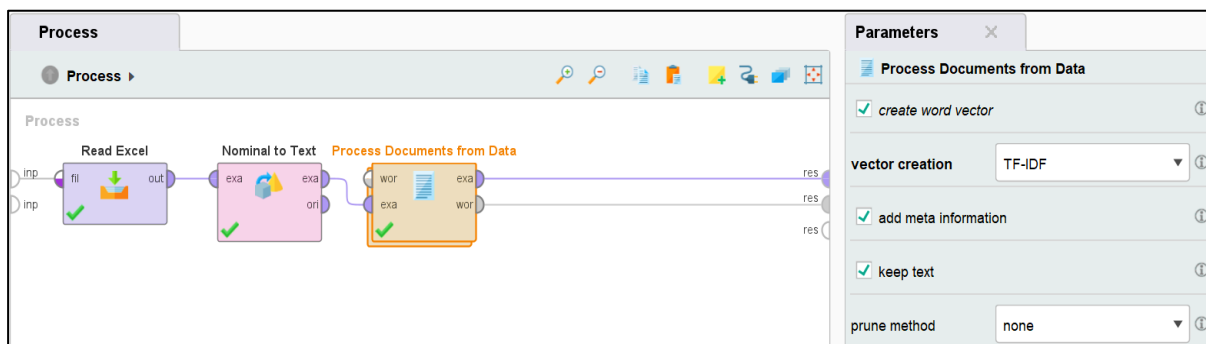 Process
Process
Process
Read Excel
Nominal to Text
Process Documents from Data
inp
fil
out
exa
exa
ori
wor
exa
exa
wor
res
inp
res
res
Parameters
Process Documents from Data
create word vector
vector creation
TF-IDF
add meta information
keep text
prune method
none